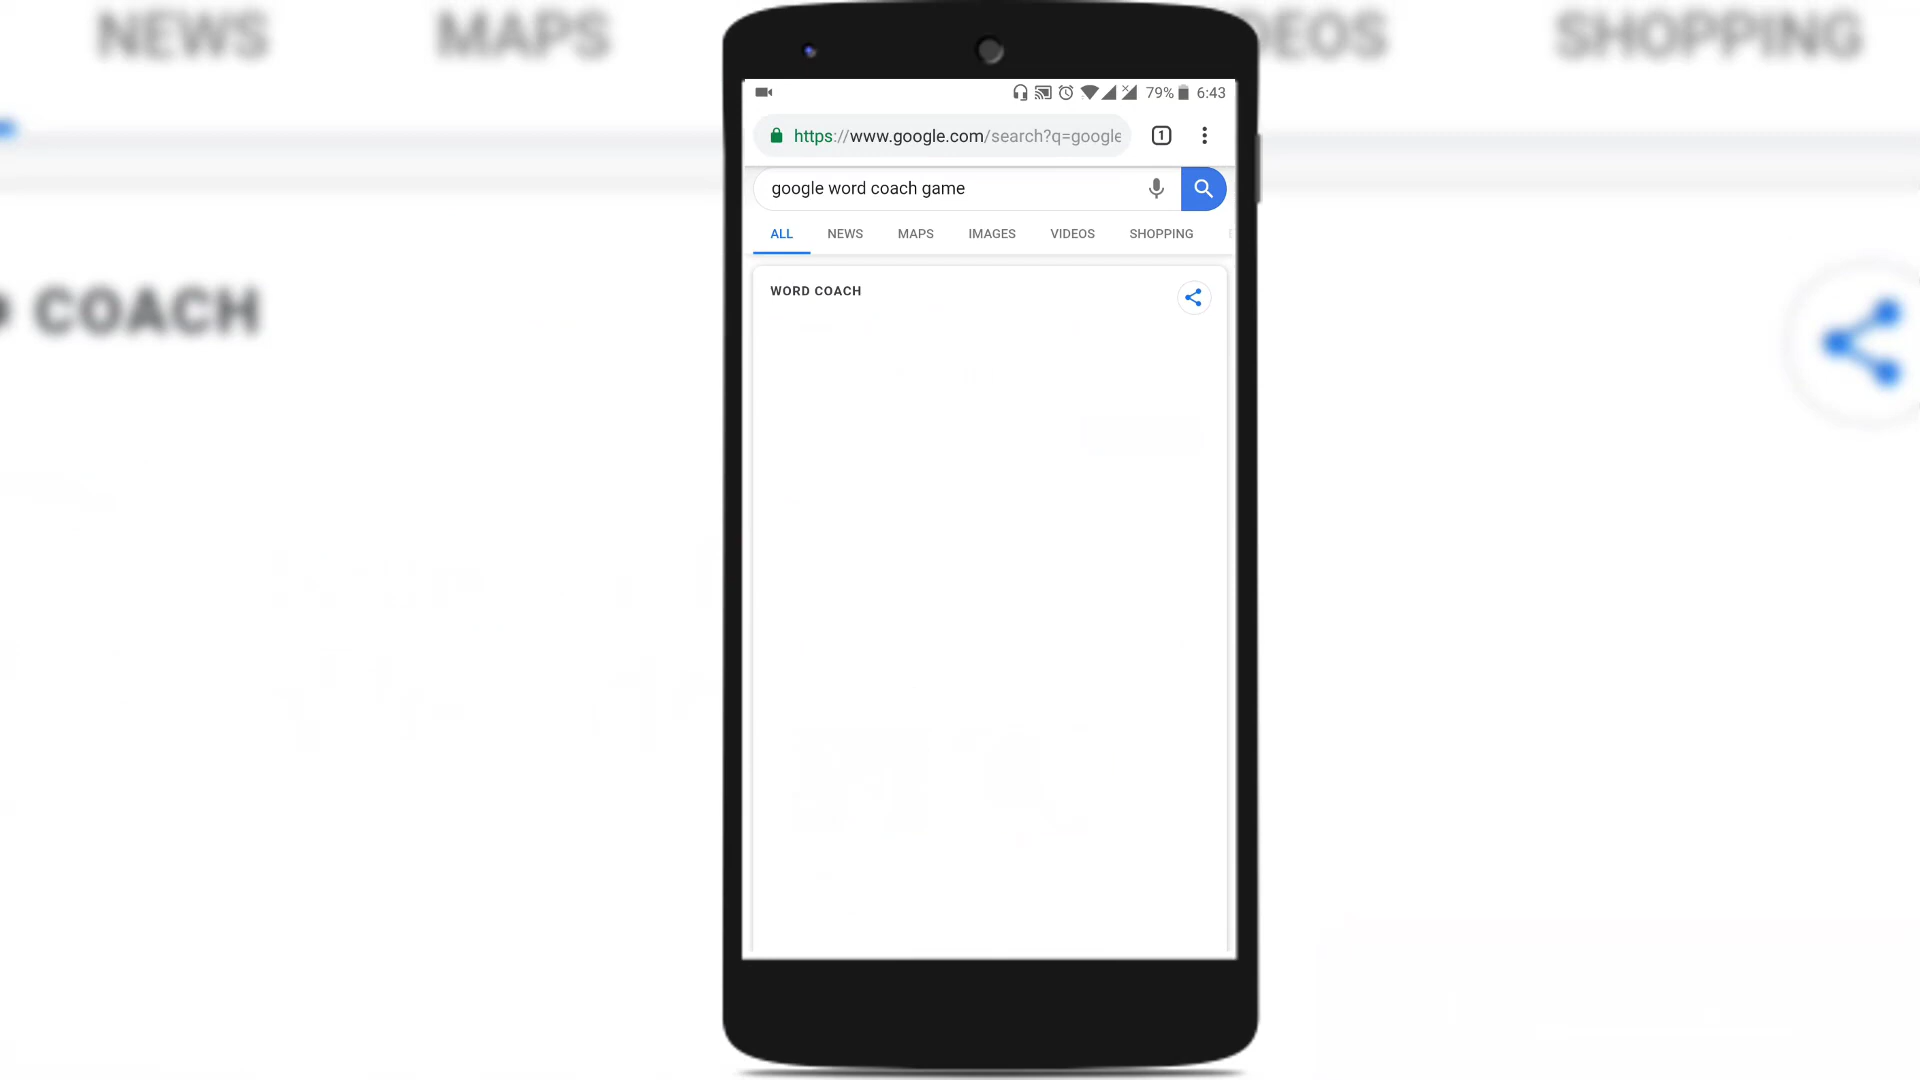 NEWS MAPS SHOPPING
COACH
79% 6:43
https://www.google.com/search?q=google
1
google word coach game
ALL NEWS MAPS IMAGES VIDEOS SHOPPING
WORD COACH